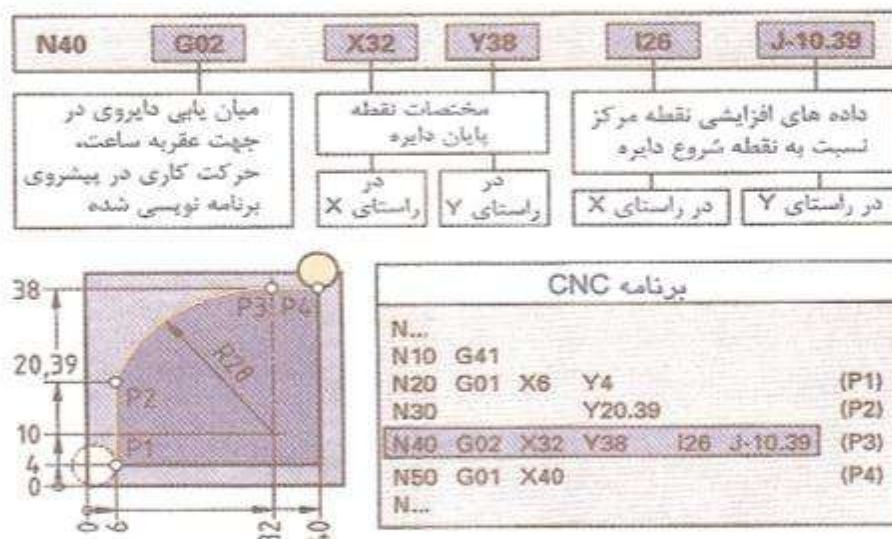 N40 G02 X32 Y38 I26 J-10.39
میان یابی دایروی در
جهت عقربه ساعت،
حرکت کاری در پیشروی
برنامه نویسی شده
مختصات نقطه
پایان دایره
در
راستای X
در
راستای Y
داده های افزایشی نقطه مرکز
نسبت به نقطه شروع دایره
در راستای X
در راستای Y
38
20,39
10
4
0
P3 P4
R28
P2
P1
0
6
32
40
برنامه CNC
N...
N10 G41
N20 G01 X6 Y4 (P1)
N30 Y20.39 (P2)
N40 G02 X32 Y38 I26 J-10.39 (P3)
N50 G01 X40 (P4)
N...